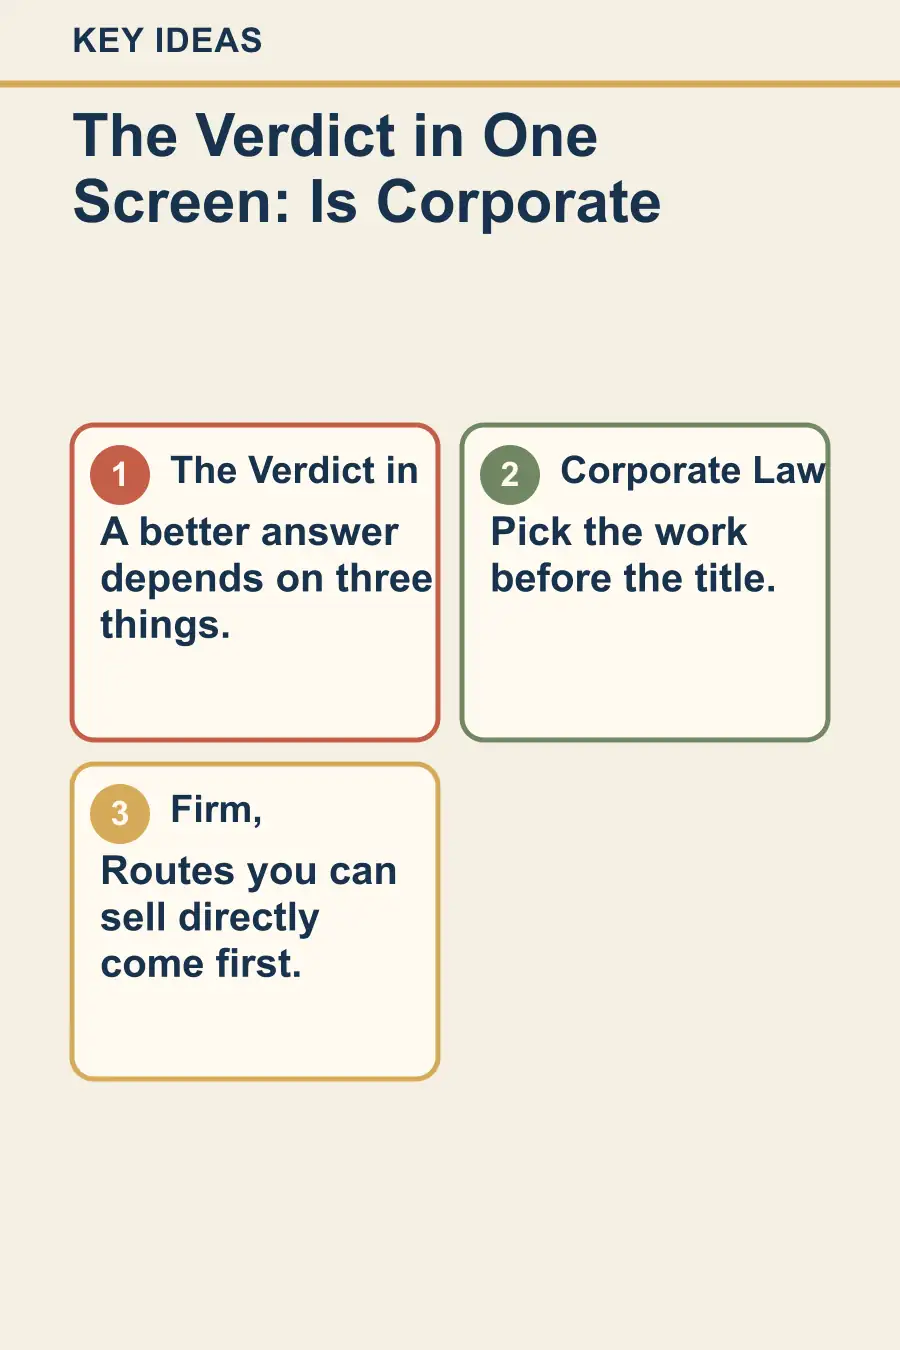 KEY IDEAS
The Verdict in One
Screen: Is Corporate
1 The Verdict in
A better answer
depends on three
things.
2 Corporate Law
Pick the work
before the title.
3 Firm,
Routes you can
sell directly
come first.